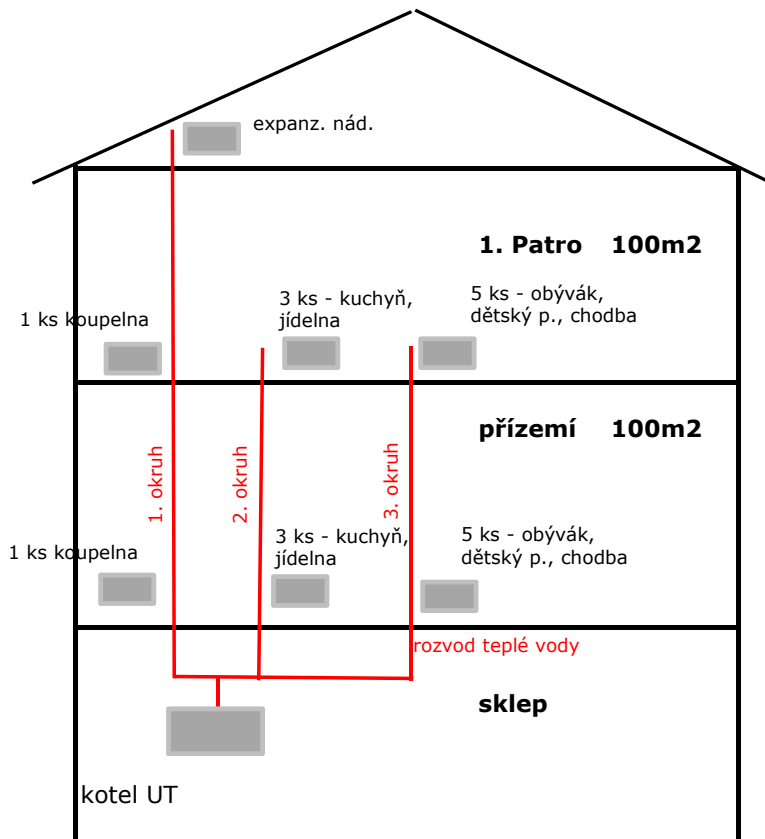 expanz. nád.
1. Patro 100m2
1 ks koupelna
3 ks - kuchyň,
jídelna
5 ks - obývák,
dětský p., chodba
přízemí 100m2
1. okruh
2. okruh
3. okruh
1 ks koupelna
3 ks - kuchyň,
jídelna
5 ks - obývák,
dětský p., chodba
rozvod teplé vody
sklep
kotel UT